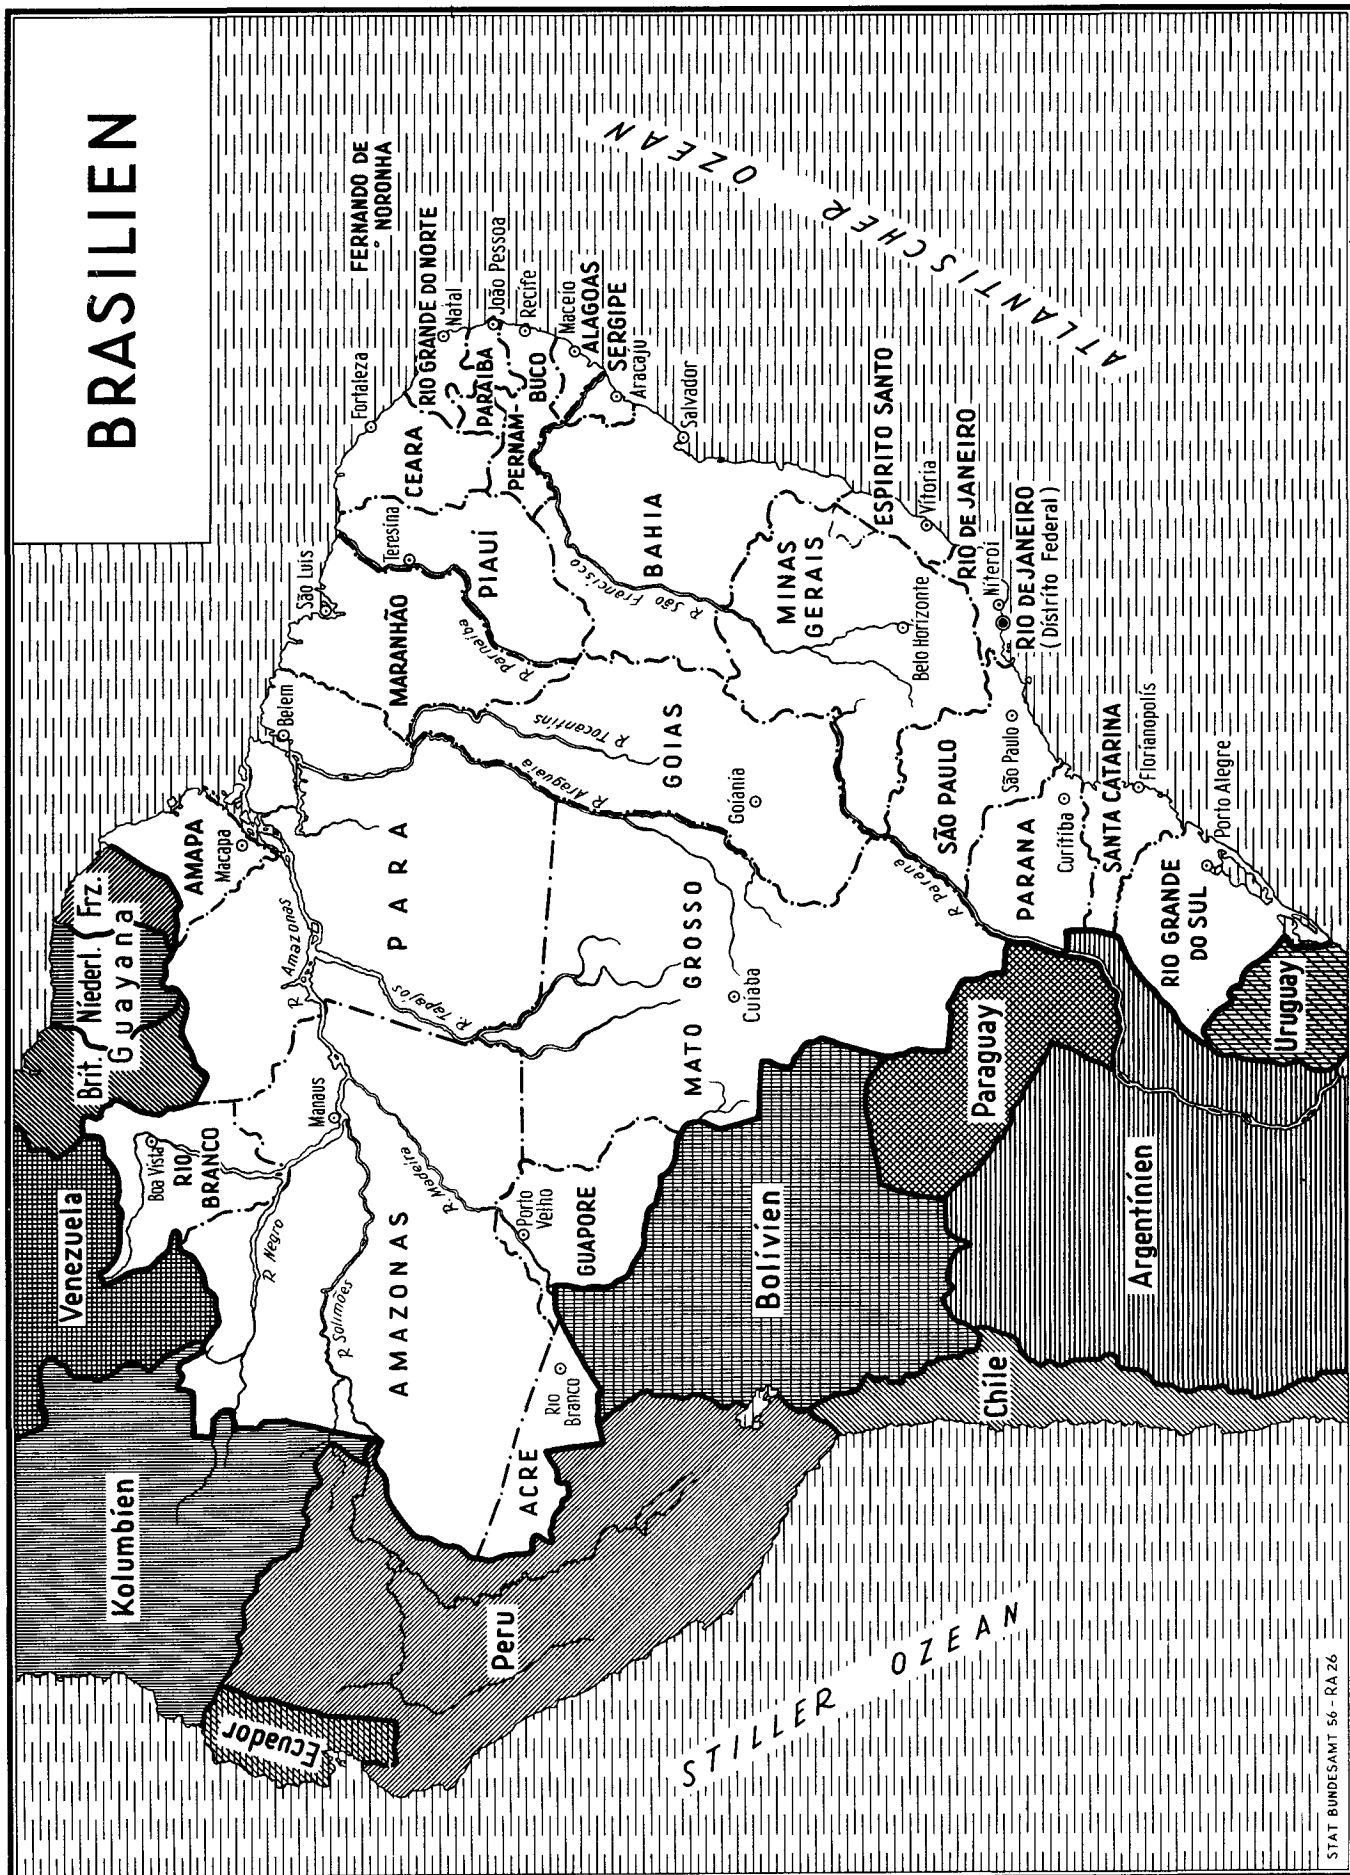 BRASILIEN
Venezuela
Brit.
Niederl.
Frz.
Guayana
Kolumbien
Ecuador
Peru
Bolivien
Chile
Paraguay
Argentinien
Uruguay
STILLER OZEAN
ATLANTISCHER OZEAN
RIO
BRANCO
Boa Vista
AMAPA
Macapa
AMAZONAS
Manaus
R. Negro
R. Solimões
R. Madeira
R. Amazonas
R. Tapajós
PARA
Belem
MARANHÃO
São Luis
R. Parnaíba
PIAUÍ
Teresina
CEARA
Fortaleza
RIO GRANDE DO NORTE
Natal
FERNANDO DE
NORONHA
PARAIBA
João Pessoa
PERNAM-
BUCO
Recife
ALAGOAS
Maceio
SERGIPE
Aracaju
BAHIA
Salvador
R. São Francisco
ACRE
Rio
Branco
GUAPORE
Porto
Velho
MATO GROSSO
Cuiaba
GOIAS
Goiania
R. Araguaia
R. Tocantins
MINAS
GERAIS
Belo Horizonte
ESPIRITO SANTO
Vitoria
RIO DE JANEIRO
Niteroi
RIO DE JANEIRO
(Distrito Federal)
SÃO PAULO
São Paulo
R. Parana
PARANA
Curitiba
SANTA CATARINA
Florianopolis
RIO GRANDE
DO SUL
Porto Alegre
STAT BUNDESAMT 56 - RA 26